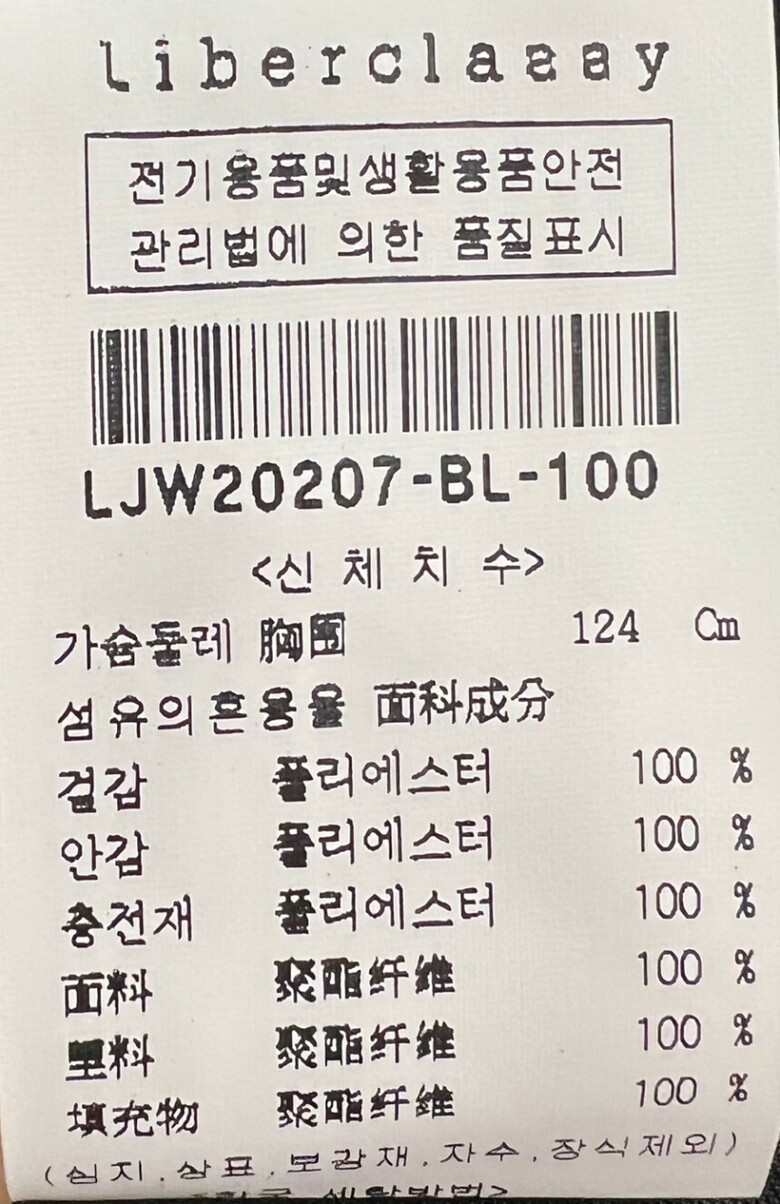 liberclassy
전기용품및생활용품안전
관리법에 의한 품질표시
LJW20207-BL-100
<신 체 치 수>
가슴둘레 胸围 124 Cm
섬유의혼용율 面料成分
겉감 폴리에스터 100 %
안감 폴리에스터 100 %
충전재 폴리에스터 100 %
面料 聚酯纤维 100 %
里料 聚酯纤维 100 %
填充物 聚酯纤维 100 %
(심지,상표,보강재,자수,장식제외)